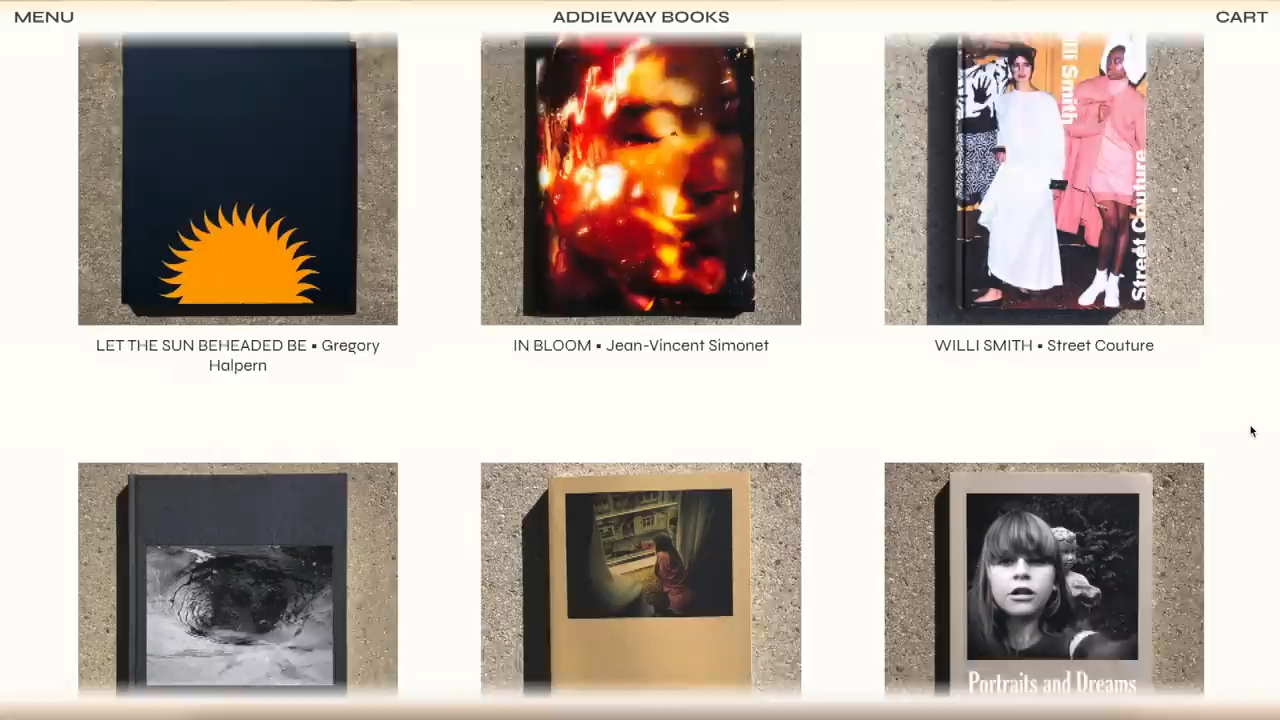 MENU
ADDIEWAY BOOKS
CART
Smith
Street Couture
LET THE SUN BEHEADED BE ▪ Gregory
Halpern
IN BLOOM ▪ Jean-Vincent Simonet
WILLI SMITH ▪ Street Couture
Portraits and Dreams